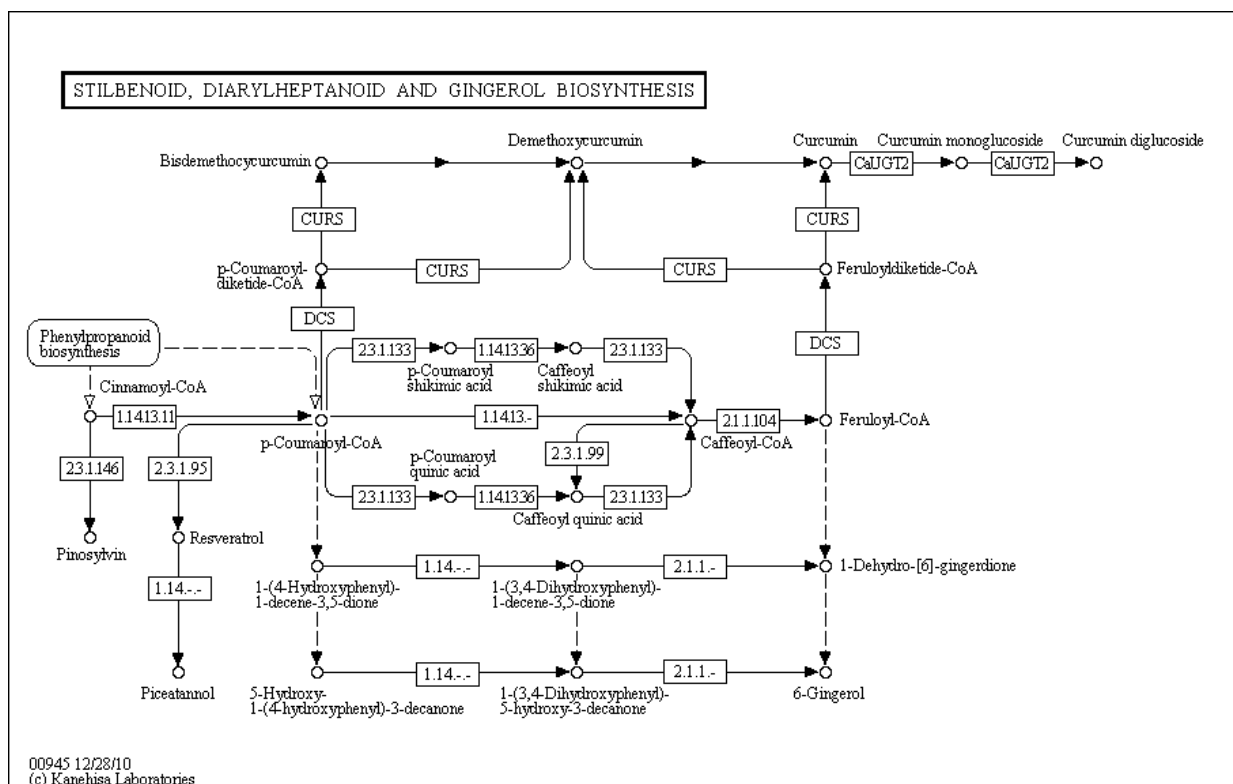 STILBENOID, DIARYLHEPTANOID AND GINGEROL BIOSYNTHESIS
Demethoxycurcumin
Curcumin
Curcumin monoglucoside
Curcumin diglucoside
Bisdemethocycurcumin
CaUGT2
CaUGT2
CURS
CURS
p-Coumaroyl-
diketide-CoA
CURS
CURS
Feruloyldiketide-CoA
DCS
DCS
Phenylpropanoid
biosynthesis
2.3.1.133
1.14.13.36
2.3.1.133
p-Coumaroyl
shikimic acid
Caffeoyl
shikimic acid
Cinnamoyl-CoA
1.14.13.11
1.14.13.-
2.1.1.104
Feruloyl-CoA
p-Coumaroyl-CoA
Caffeoyl-CoA
2.3.1.146
2.3.1.95
p-Coumaroyl
quinic acid
2.3.1.99
2.3.1.133
1.14.13.36
2.3.1.133
Caffeoyl quinic acid
Pinosylvin
Resveratrol
1.14.-.-
1.14.-.-
2.1.1.-
1-Dehydro-[6]-gingerdione
1-(4-Hydroxyphenyl)-
1-decene-3,5-dione
1-(3,4-Dihydroxyphenyl)-
1-decene-3,5-dione
1.14.-.-
2.1.1.-
Piceatannol
5-Hydroxy-
1-(4-hydroxyphenyl)-3-decanone
1-(3,4-Dihydroxyphenyl)-
5-hydroxy-3-decanone
6-Gingerol
00945 12/28/10
(c) Kanehisa Laboratories